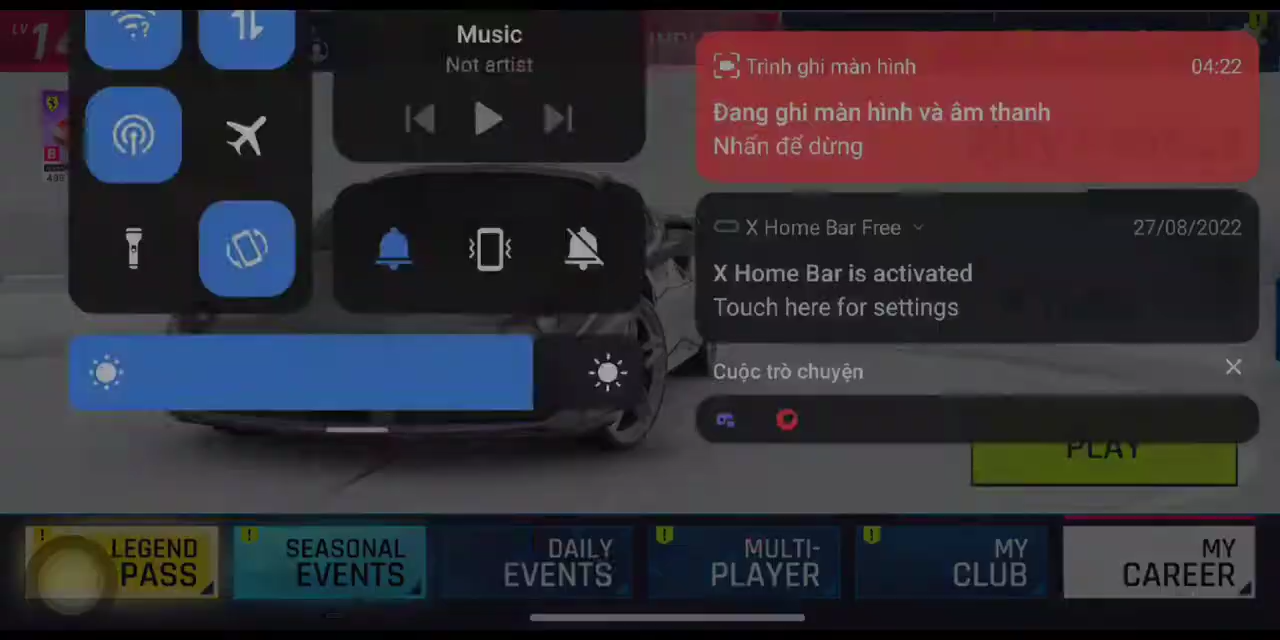 LV
Music
Not artist
Trình ghi màn hình
04:22
Đang ghi màn hình và âm thanh
Nhấn để dừng
X Home Bar Free
27/08/2022
X Home Bar is activated
Touch here for settings
Cuộc trò chuyện
PLAY
LEGEND
PASS
SEASONAL
EVENTS
DAILY
EVENTS
MULTI-
PLAYER
MY
CLUB
MY
CAREER